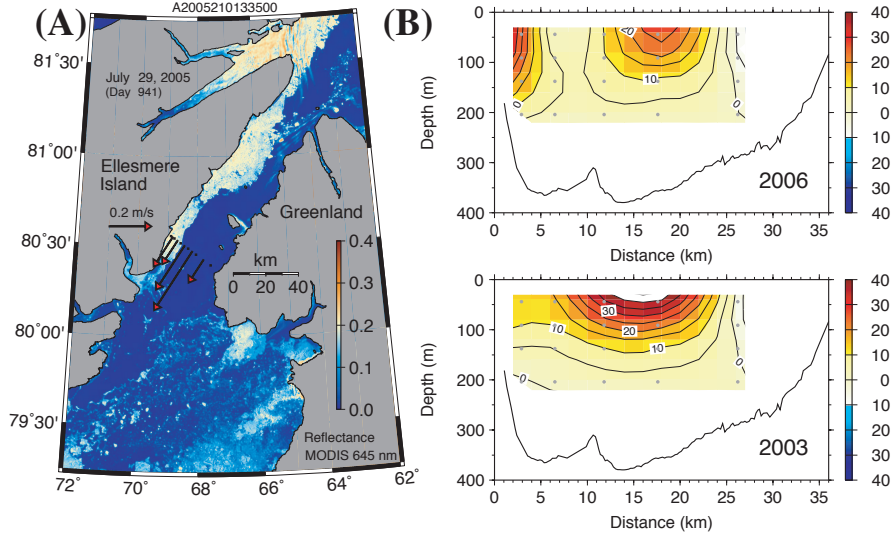 (A)
A2005210133500
July 29, 2005
(Day 941)
81˚30'
81˚00'
80˚30'
80˚00'
79˚30'
Ellesmere
Island
0.2 m/s
Greenland
km
0 20 40
0.4
0.3
0.2
0.1
0.0
Reflectance
MODIS 645 nm
72˚ 70˚ 68˚ 66˚ 64˚ 62˚
(B)
Depth (m)
0
100
200
300
400
0
20
10
0
0
2006
0 5 10 15 20 25 30 35
Distance (km)
40
30
20
10
0
10
20
30
40
Depth (m)
0
100
200
300
400
10
0
30
20
10
0
2003
0 5 10 15 20 25 30 35
Distance (km)
40
30
20
10
0
10
20
30
40